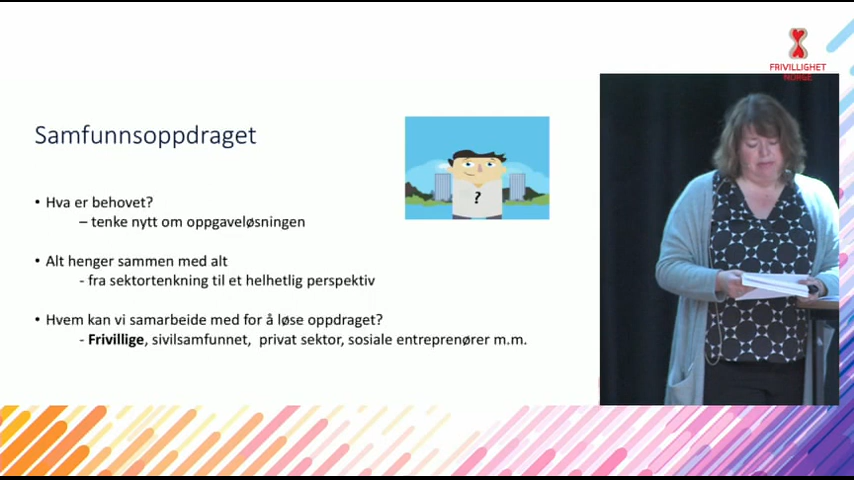 FRIVILLIGHET
NORGE
Samfunnsoppdraget
?
• Hva er behovet?
– tenke nytt om oppgaveløsningen
• Alt henger sammen med alt
- fra sektortenkning til et helhetlig perspektiv
• Hvem kan vi samarbeide med for å løse oppdraget?
- Frivillige, sivilsamfunnet, privat sektor, sosiale entreprenører m.m.